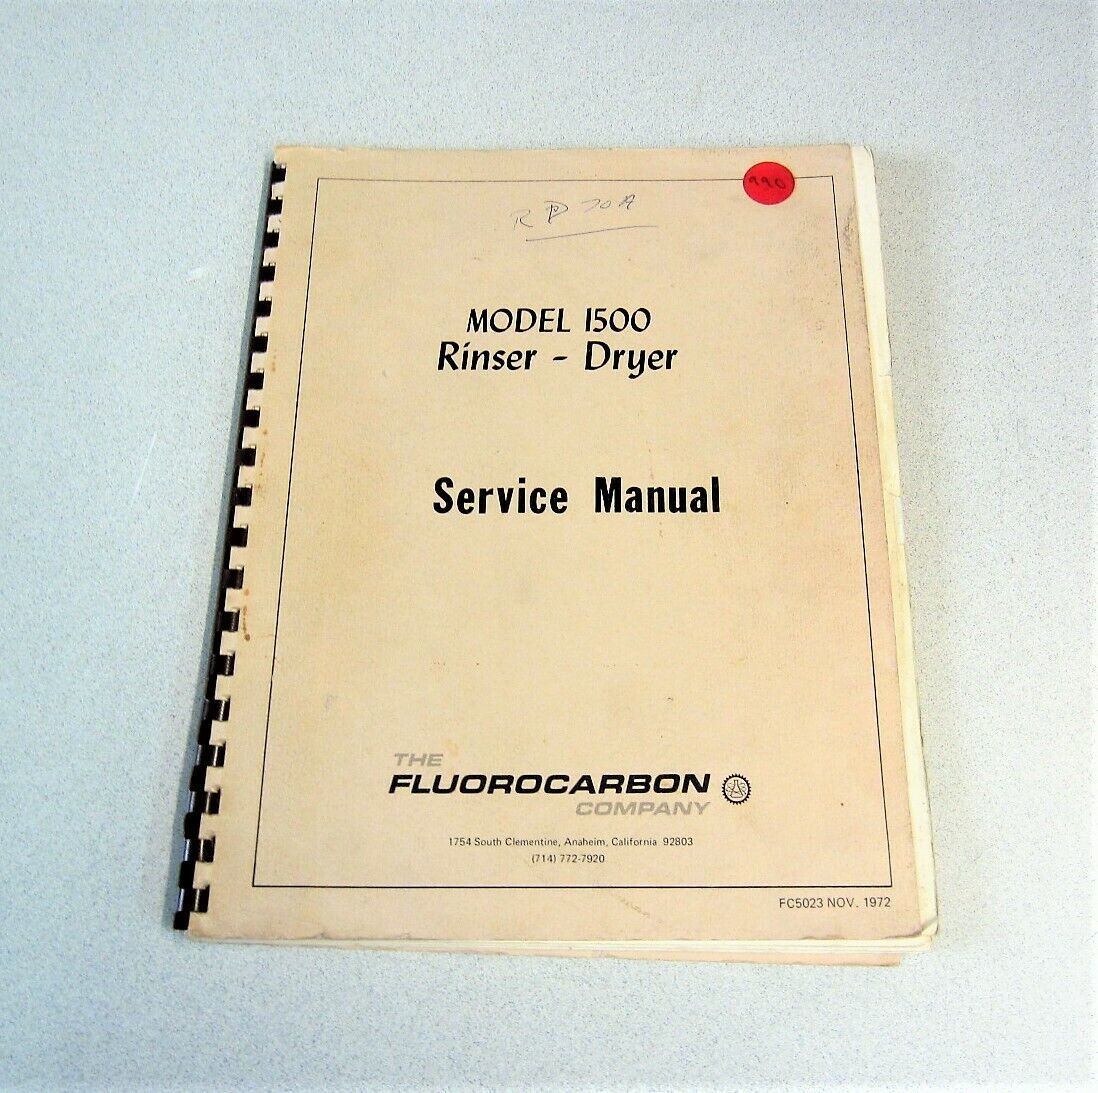 990
R P 70A
MODEL 1500
Rinser - Dryer
Service Manual
THE
FLUOROCARBON
COMPANY
1754 South Clementine, Anaheim, California 92803
(714) 772-7920
FC5023 NOV. 1972